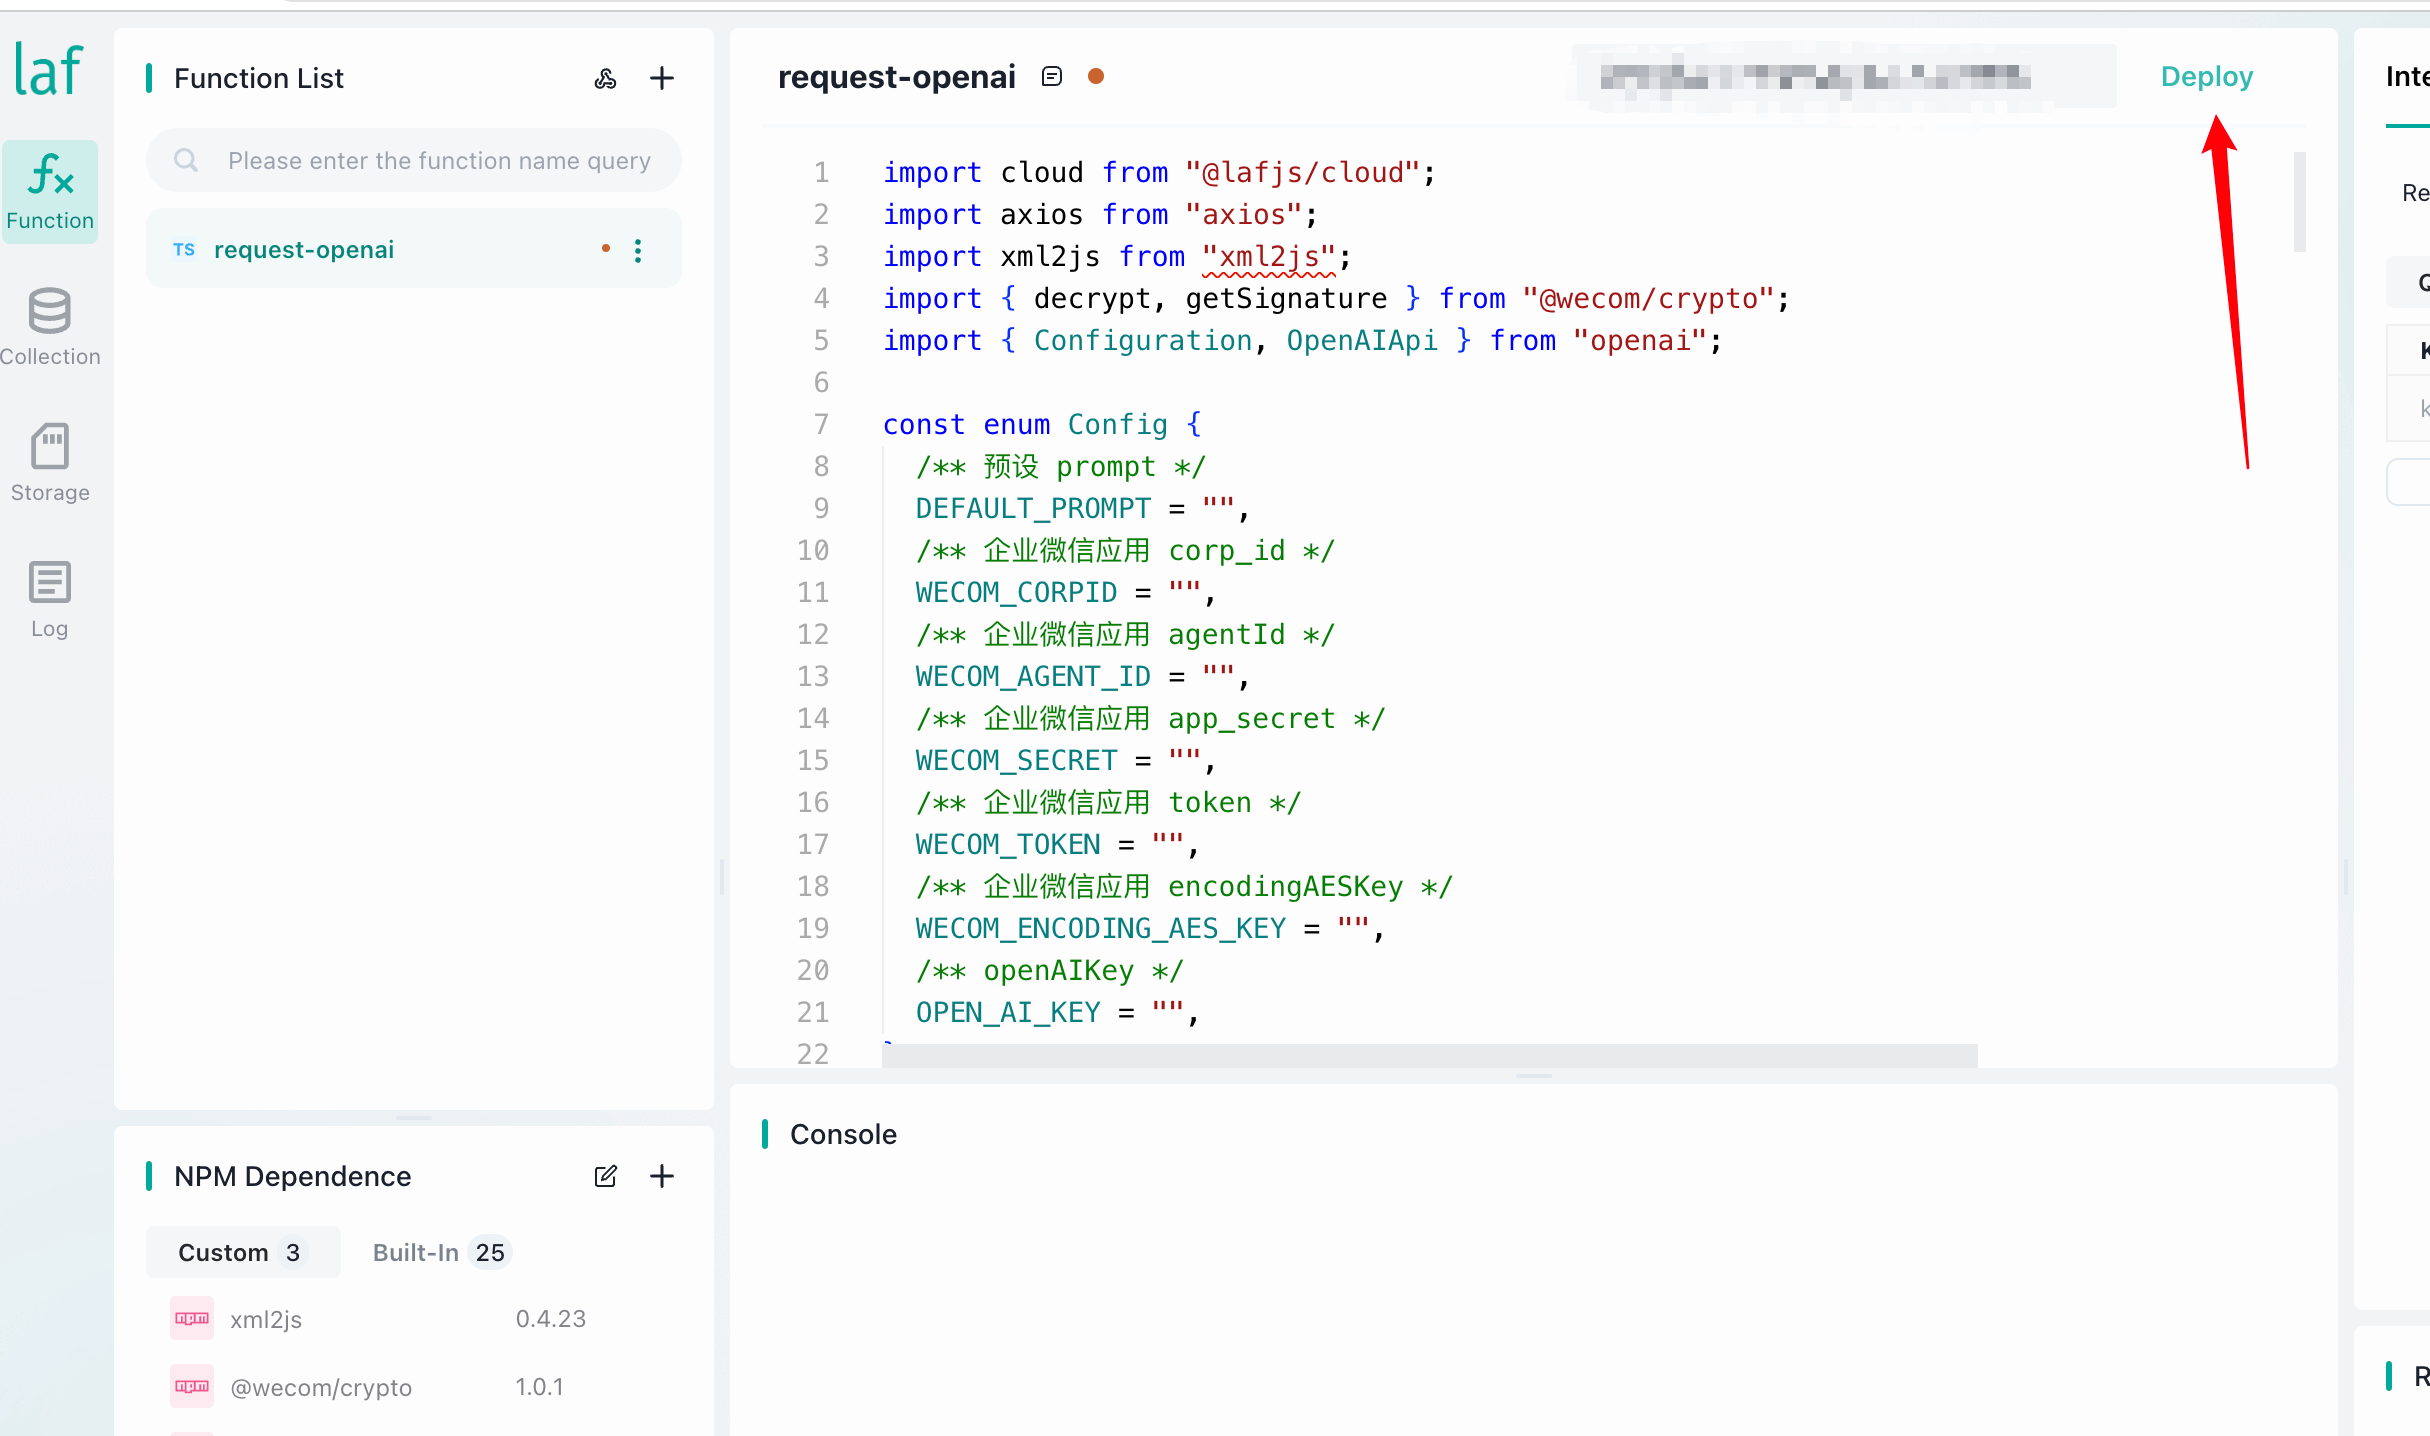 laf
Function
Collection
Storage
Log
Function List
Please enter the function name query
TS request-openai
NPM Dependence
Custom 3 Built-In 25
xml2js 0.4.23
@wecom/crypto 1.0.1
request-openai
Deploy
1 import cloud from "@lafjs/cloud";
2 import axios from "axios";
3 import xml2js from "xml2js";
4 import { decrypt, getSignature } from "@wecom/crypto";
5 import { Configuration, OpenAIApi } from "openai";
6
7 const enum Config {
8 /** 预设 prompt */
9 DEFAULT_PROMPT = "",
10 /** 企业微信应用 corp_id */
11 WECOM_CORPID = "",
12 /** 企业微信应用 agentId */
13 WECOM_AGENT_ID = "",
14 /** 企业微信应用 app_secret */
15 WECOM_SECRET = "",
16 /** 企业微信应用 token */
17 WECOM_TOKEN = "",
18 /** 企业微信应用 encodingAESKey */
19 WECOM_ENCODING_AES_KEY = "",
20 /** openAIKey */
21 OPEN_AI_KEY = "",
22
Console